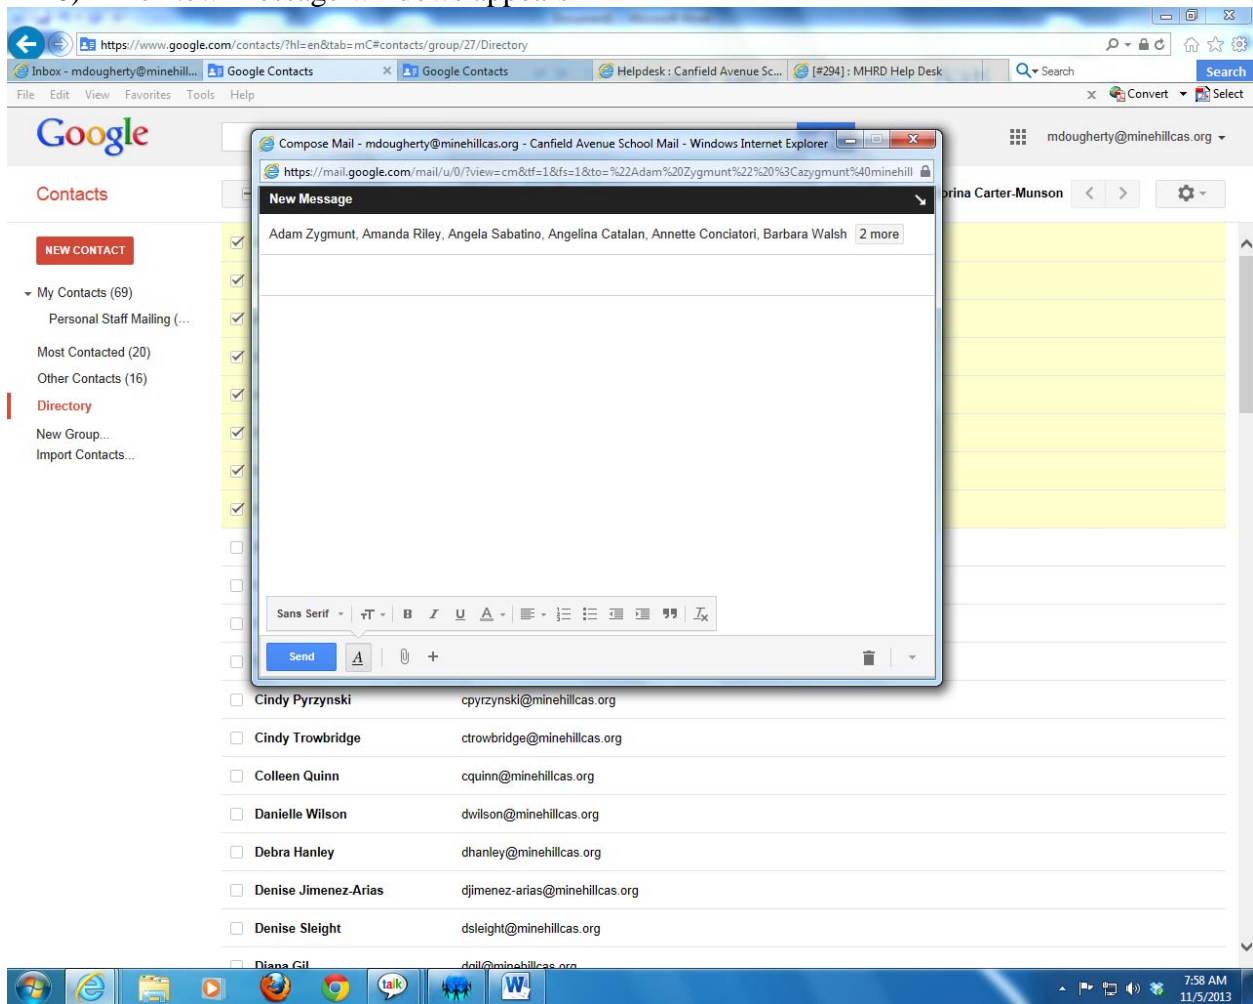 https://www.google.com/contacts/?hl=en&tab=mC#contacts/group/27/Directory
Inbox - mdougherty@minehill... Google Contacts Google Contacts Helpdesk : Canfield Avenue Sc... [#294] : MHRD Help Desk Search Search
File Edit View Favorites Tools Help x Convert Select
Google
mdougherty@minehillcas.org
Compose Mail - mdougherty@minehillcas.org - Canfield Avenue School Mail - Windows Internet Explorer
https://mail.google.com/mail/u/0/?view=cm&tf=1&fs=1&to=%22Adam%20Zygmunt%22%20%3Cazygmunt%40minehill
Contacts
New Message
Carter-Munson
Adam Zygmunt, Amanda Riley, Angela Sabatino, Angelina Catalan, Annette Conciatori, Barbara Walsh 2 more
NEW CONTACT
My Contacts (69)
Personal Staff Mailing (...
Most Contacted (20)
Other Contacts (16)
Directory
New Group...
Import Contacts...
Sans Serif TT B I U A Tx
Send A +
Cindy Pyrzynski cpyrzynski@minehillcas.org
Cindy Trowbridge ctrowbridge@minehillcas.org
Colleen Quinn cquinn@minehillcas.org
Danielle Wilson dwilson@minehillcas.org
Debra Hanley dhanley@minehillcas.org
Denise Jimenez-Arias djimenez-arias@minehillcas.org
Denise Sleight dsleight@minehillcas.org
Diana Gil dgil@minehillcas.org
talk W
7:58 AM
11/5/2013